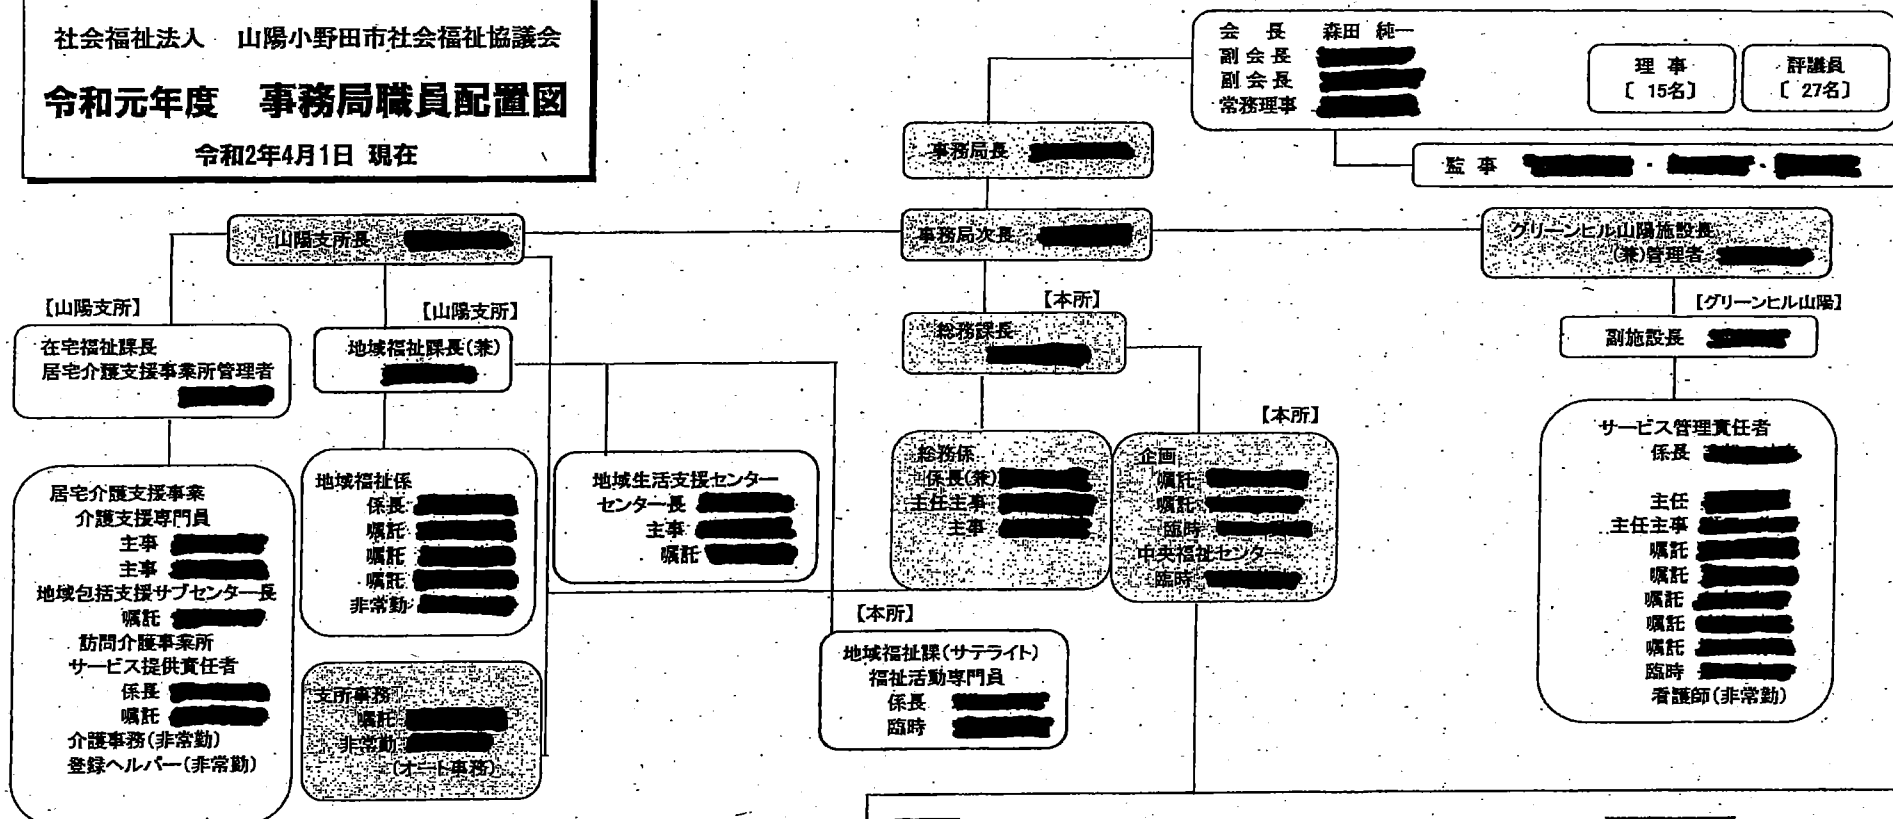 社会福祉法人　山陽小野田市社会福祉協議会
令和元年度　事務局職員配置図
令和2年4月1日 現在
会　長　森田 純一
副会長
副会長
常務理事
理 事
〔 15名〕
評議員
〔 27名〕
監 事　・　・
事務局長
山陽支所長
事務局次長
グリーンヒル山陽施設長
(兼)管理者
【山陽支所】
在宅福祉課長
居宅介護支援事業所管理者
【山陽支所】
地域福祉課長(兼)
【本所】
総務課長
【グリーンヒル山陽】
副施設長
居宅介護支援事業
介護支援専門員
主事
主事
地域包括支援サブセンター長
嘱託
訪問介護事業所
サービス提供責任者
係長
嘱託
介護事務(非常勤)
登録ヘルパー(非常勤)
地域福祉係
係長
嘱託
嘱託
嘱託
非常勤
支所事務
嘱託
非常勤
(オート事務)
地域生活支援センター
センター長
主事
嘱託
総務係
係長(兼)
主任主事
主事
【本所】
企画
嘱託
嘱託
臨時
中央福祉センター
臨時
【本所】
地域福祉課(サテライト)
福祉活動専門員
係長
臨時
サービス管理責任者
係長
主任
主任主事
嘱託
嘱託
嘱託
嘱託
嘱託
臨時
看護師(非常勤)